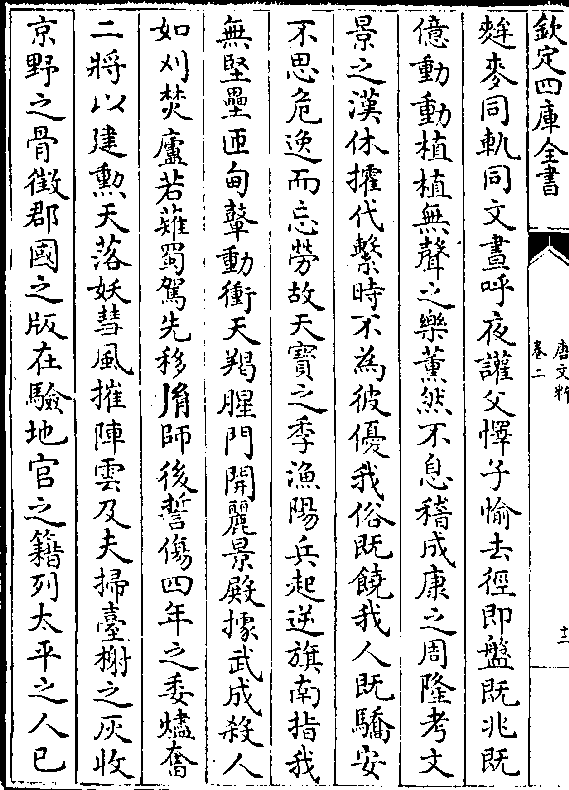 欽定四庫全書
唐文粹
卷二
十二
麰麥同軌同文晝呼夜讙父懌子愉去徑即盤既兆既
億動動植植無聲之樂薫然不息稽成康之周隆考文
景之漢休擢代繫時不為彼優我俗既饒我人既驕安
不思危逸而忘勞故天寳之季漁陽兵起逆旗南指我
無堅壘匝甸鼙動衝天羯腥門開麗景殿據武成殺人
如刈焚廬若薙蜀駕先移胷師後誓傷四年之委燼奮
二將以建勲天落妖彗風摧陣雲及夫掃臺榭之灰收
京野之骨徵郡國之版在驗地官之籍列太平之人已